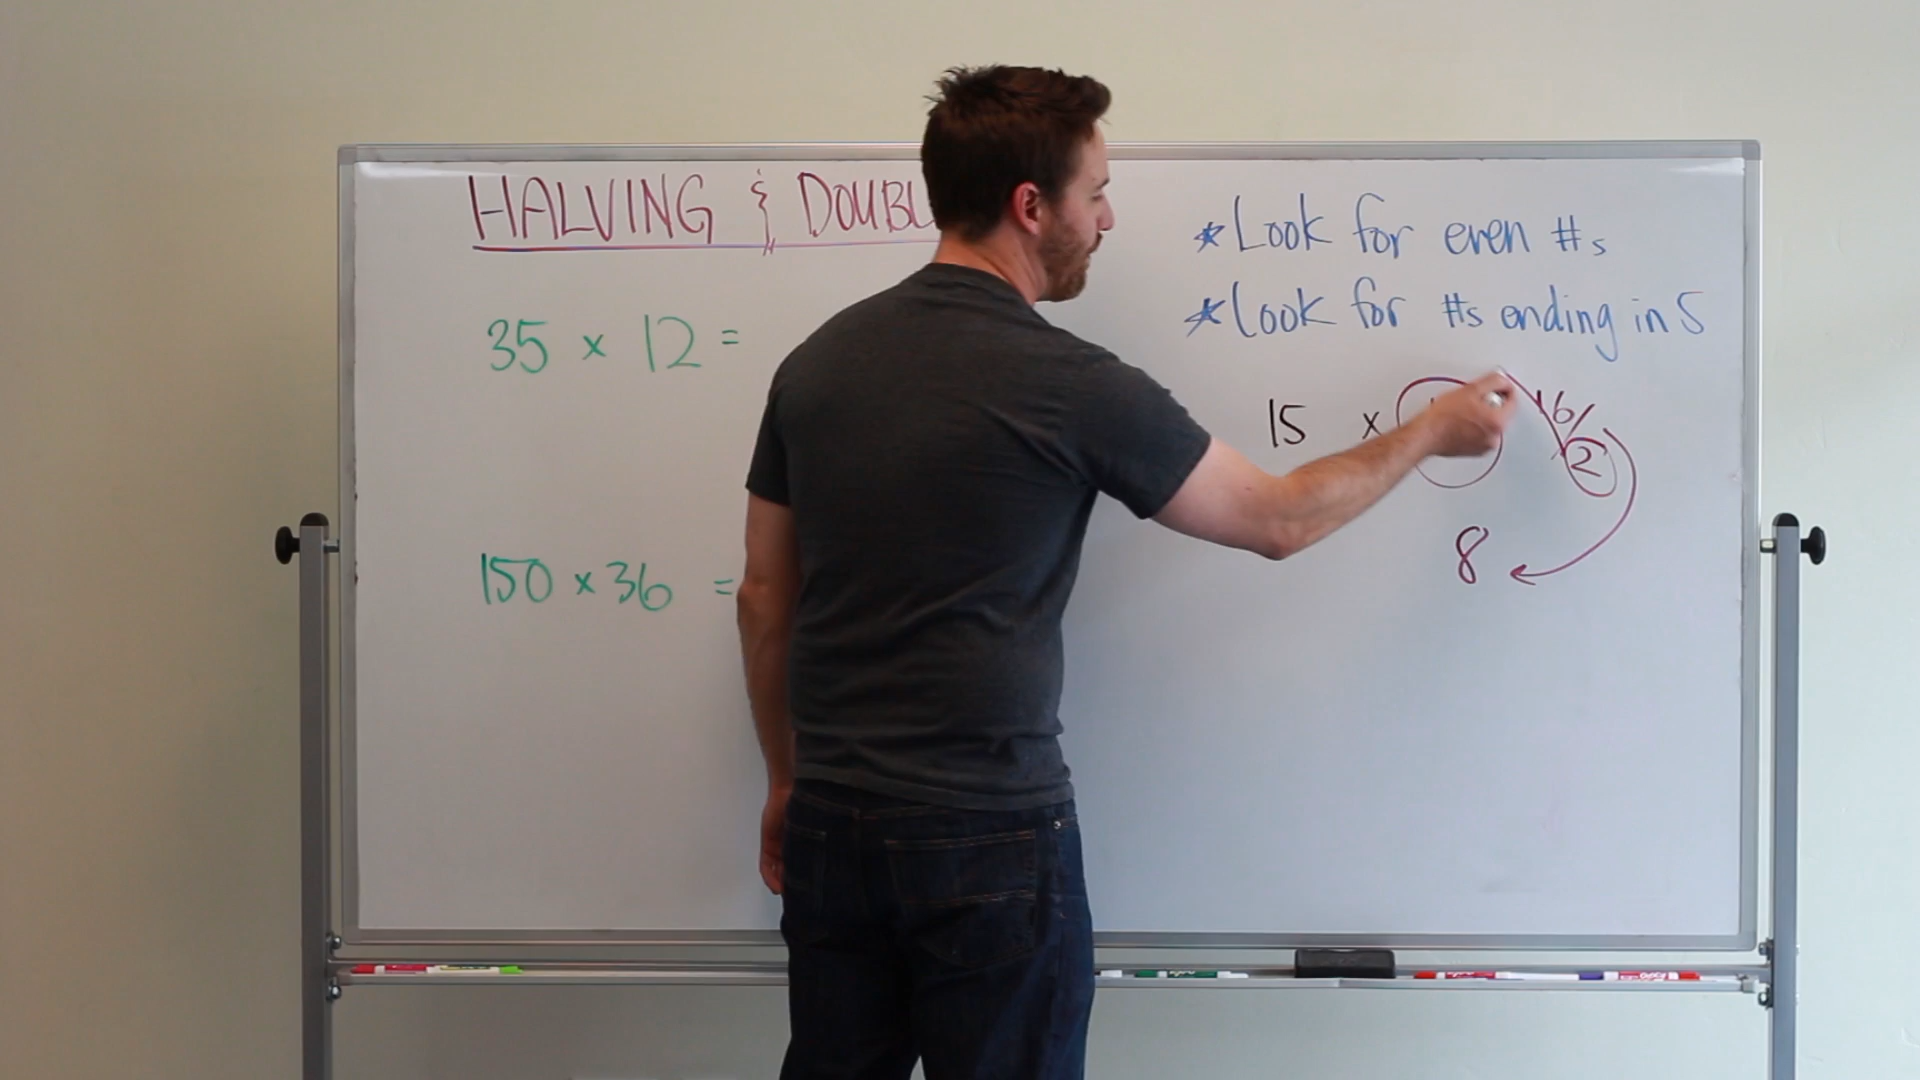 HALVING & DOUBL
35 x 12 =
150 x 36 =
*Look for even #s
*Look for #s ending in 5
15 x
16/2
8